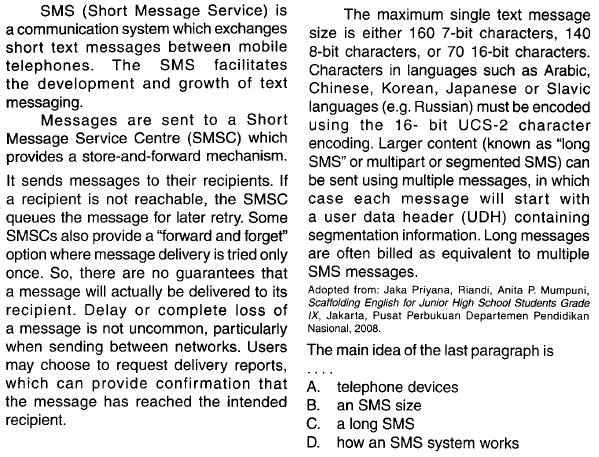 SMS (Short Message Service) is
a communication system which exchanges
short text messages between mobile
telephones. The SMS facilitates
the development and growth of text
messaging.
Messages are sent to a Short
Message Service Centre (SMSC) which
provides a store-and-forward mechanism.
It sends messages to their recipients. If
a recipient is not reachable, the SMSC
queues the message for later retry. Some
SMSCs also provide a "forward and forget"
option where message delivery is tried only
once. So, there are no guarantees that
a message will actually be delivered to its
recipient. Delay or complete loss of
a message is not uncommon, particularly
when sending between networks. Users
may choose to request delivery reports,
which can provide confirmation that
the message has reached the intended
recipient.
The maximum single text message
size is either 160 7-bit characters, 140
8-bit characters, or 70 16-bit characters.
Characters in languages such as Arabic,
Chinese, Korean, Japanese or Slavic
languages (e.g. Russian) must be encoded
using the 16- bit UCS-2 character
encoding. Larger content (known as "long
SMS" or multipart or segmented SMS) can
be sent using multiple messages, in which
case each message will start with
a user data header (UDH) containing
segmentation information. Long messages
are often billed as equivalent to multiple
SMS messages.
Adopted from: Jaka Priyana, Riandi, Anita P. Mumpuni,
Scaffolding English for Junior High School Students Grade
IX, Jakarta, Pusat Perbukuan Departemen Pendidikan
Nasional, 2008.
The main idea of the last paragraph is
. . . .
A. telephone devices
B. an SMS size
C. a long SMS
D. how an SMS system works